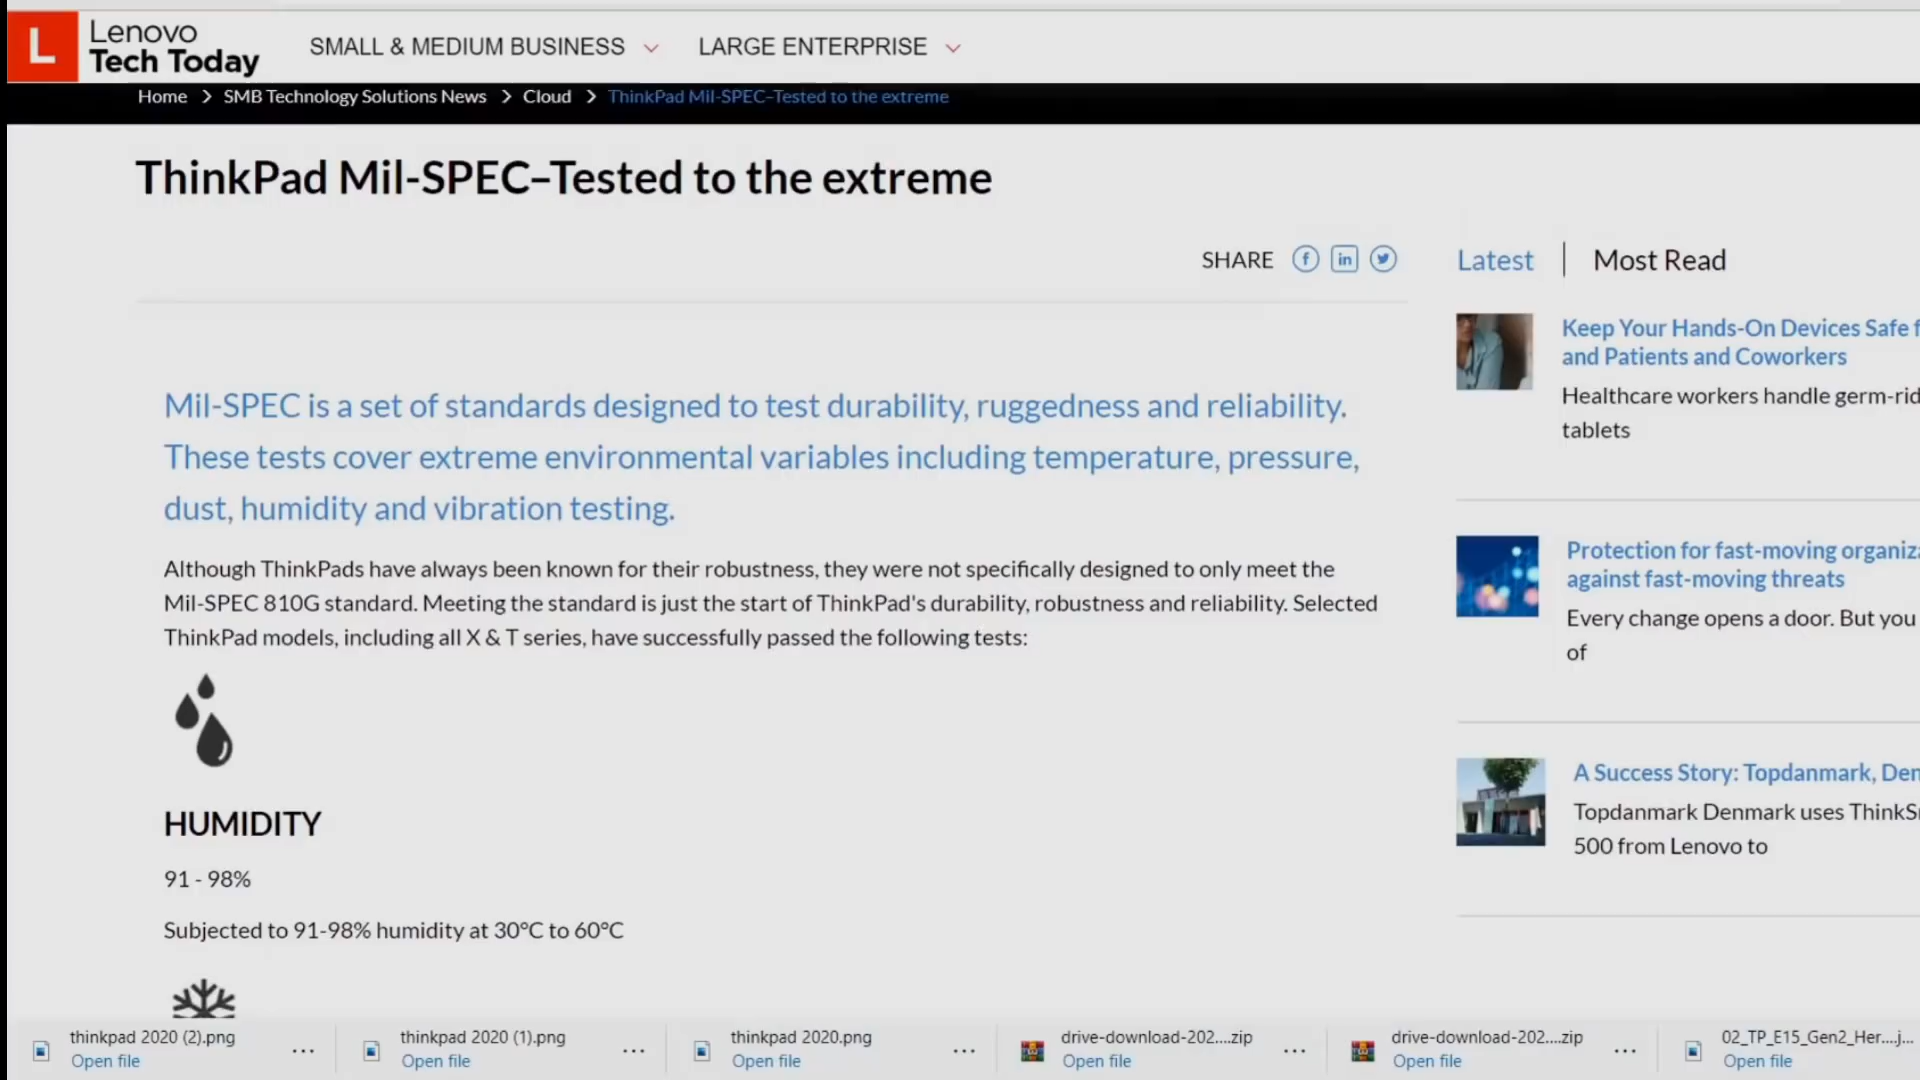 L
Lenovo
Tech Today
SMALL & MEDIUM BUSINESS
LARGE ENTERPRISE
Home > SMB Technology Solutions News > Cloud > ThinkPad Mil-SPEC–Tested to the extreme
ThinkPad Mil-SPEC–Tested to the extreme
SHARE
Latest | Most Read
Mil-SPEC is a set of standards designed to test durability, ruggedness and reliability.
These tests cover extreme environmental variables including temperature, pressure,
dust, humidity and vibration testing.
Although ThinkPads have always been known for their robustness, they were not specifically designed to only meet the
Mil-SPEC 810G standard. Meeting the standard is just the start of ThinkPad's durability, robustness and reliability. Selected
ThinkPad models, including all X & T series, have successfully passed the following tests:
HUMIDITY
91 - 98%
Subjected to 91-98% humidity at 30°C to 60°C
Keep Your Hands-On Devices Safe f
and Patients and Coworkers
Healthcare workers handle germ-rid
tablets
Protection for fast-moving organiza
against fast-moving threats
Every change opens a door. But you
of
A Success Story: Topdanmark, Den
Topdanmark Denmark uses ThinkS
500 from Lenovo to
thinkpad 2020 (2).png
Open file
thinkpad 2020 (1).png
Open file
thinkpad 2020.png
Open file
drive-download-202....zip
Open file
drive-download-202....zip
Open file
02_TP_E15_Gen2_Her....j...
Open file